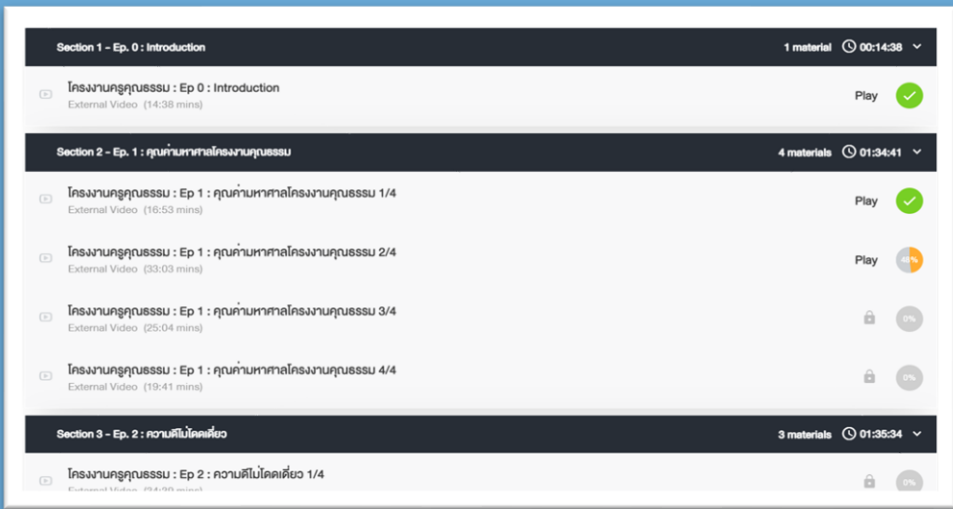 Section 1 - Ep. 0 : Introduction 1 material 00:14:38
โครงงานครูคุณธรรม : Ep 0 : Introduction
External Video (14:38 mins) Play
Section 2 - Ep. 1 : คุณค่ามหาศาลโครงงานคุณธรรม 4 materials 01:34:41
โครงงานครูคุณธรรม : Ep 1 : คุณค่ามหาศาลโครงงานคุณธรรม 1/4
External Video (16:53 mins) Play
โครงงานครูคุณธรรม : Ep 1 : คุณค่ามหาศาลโครงงานคุณธรรม 2/4
External Video (33:03 mins) Play
โครงงานครูคุณธรรม : Ep 1 : คุณค่ามหาศาลโครงงานคุณธรรม 3/4
External Video (25:04 mins) 0%
โครงงานครูคุณธรรม : Ep 1 : คุณค่ามหาศาลโครงงานคุณธรรม 4/4
External Video (19:41 mins) 0%
Section 3 - Ep. 2 : ความดีไม่โดดเดี่ยว 3 materials 01:35:34
โครงงานครูคุณธรรม : Ep 2 : ความดีไม่โดดเดี่ยว 1/4
External Video 0%